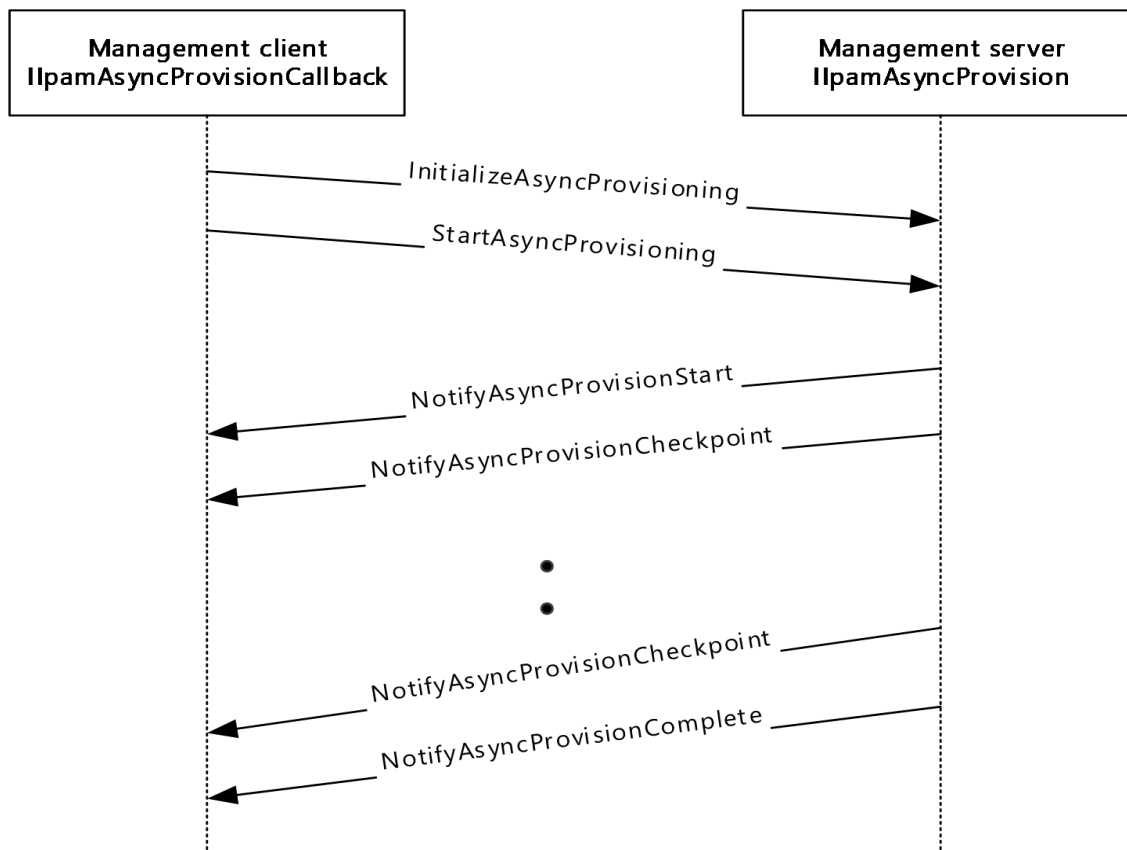 Management client
IIpamAsyncProvisionCallback
Management server
IIpamAsyncProvision
InitializeAsyncProvisioning
StartAsyncProvisioning
NotifyAsyncProvisionStart
NotifyAsyncProvisionCheckpoint
NotifyAsyncProvisionCheckpoint
NotifyAsyncProvisionComplete